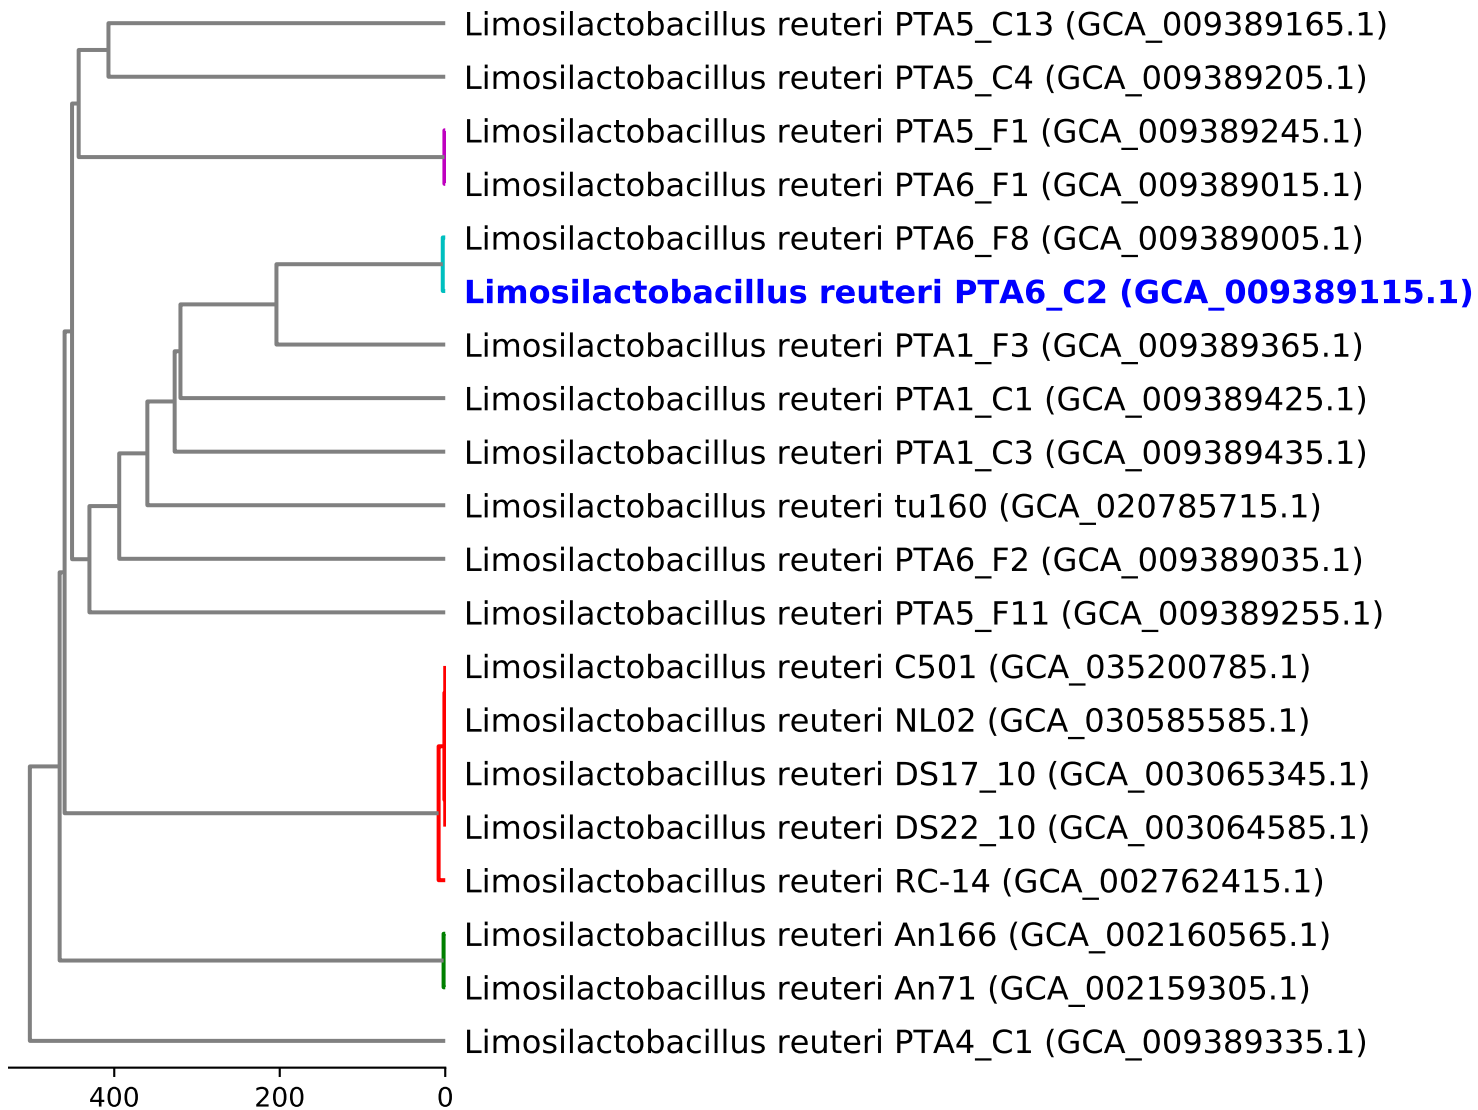 Limosilactobacillus reuteri PTA5_C13 (GCA_009389165.1)
Limosilactobacillus reuteri PTA5_C4 (GCA_009389205.1)
Limosilactobacillus reuteri PTA5_F1 (GCA_009389245.1)
Limosilactobacillus reuteri PTA6_F1 (GCA_009389015.1)
Limosilactobacillus reuteri PTA6_F8 (GCA_009389005.1)
Limosilactobacillus reuteri PTA6_C2 (GCA_009389115.1)
Limosilactobacillus reuteri PTA1_F3 (GCA_009389365.1)
Limosilactobacillus reuteri PTA1_C1 (GCA_009389425.1)
Limosilactobacillus reuteri PTA1_C3 (GCA_009389435.1)
Limosilactobacillus reuteri tu160 (GCA_020785715.1)
Limosilactobacillus reuteri PTA6_F2 (GCA_009389035.1)
Limosilactobacillus reuteri PTA5_F11 (GCA_009389255.1)
Limosilactobacillus reuteri C501 (GCA_035200785.1)
Limosilactobacillus reuteri NL02 (GCA_030585585.1)
Limosilactobacillus reuteri DS17_10 (GCA_003065345.1)
Limosilactobacillus reuteri DS22_10 (GCA_003064585.1)
Limosilactobacillus reuteri RC-14 (GCA_002762415.1)
Limosilactobacillus reuteri An166 (GCA_002160565.1)
Limosilactobacillus reuteri An71 (GCA_002159305.1)
Limosilactobacillus reuteri PTA4_C1 (GCA_009389335.1)
400 200 0